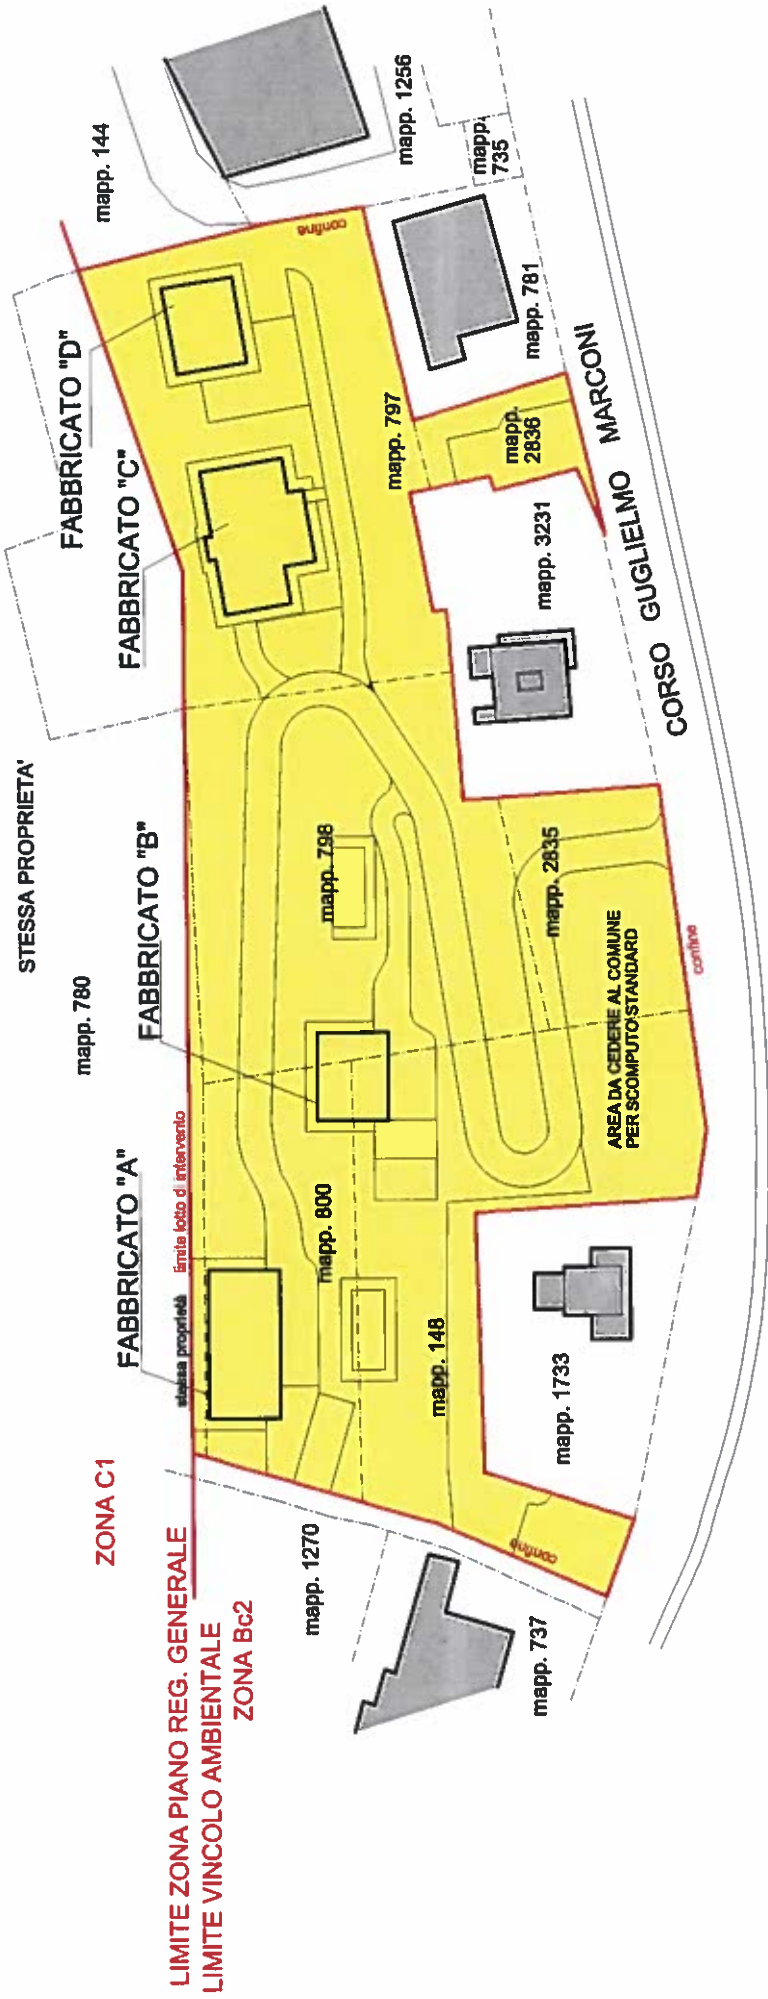 STESSA PROPRIETA'
mapp. 780
FABBRICATO "A"
FABBRICATO "B"
FABBRICATO "C"
FABBRICATO "D"
mapp. 144
ZONA C1
LIMITE ZONA PIANO REG. GENERALE
LIMITE VINCOLO AMBIENTALE
ZONA Bc2
stessa proprietà
limite lotto di intervento
confine
mapp. 1270
mapp. 800
mapp. 798
mapp. 797
mapp. 1256
mapp. 148
mapp. 2835
mapp. 3231
mapp.
2836
mapp. 781
mapp.
735
mapp. 737
confine
mapp. 1733
AREA DA CEDERE AL COMUNE
PER SCOMPUTO STANDARD
confine
CORSO GUGLIELMO MARCONI